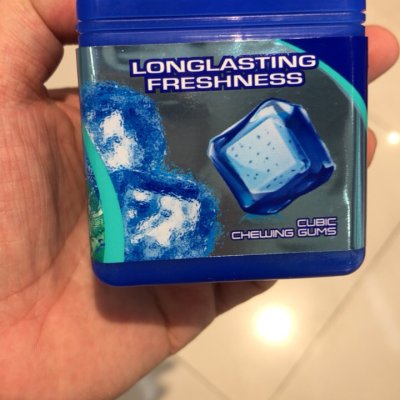 LONGLASTING
FRESHNESS
CUBIC
CHEWING GUMS